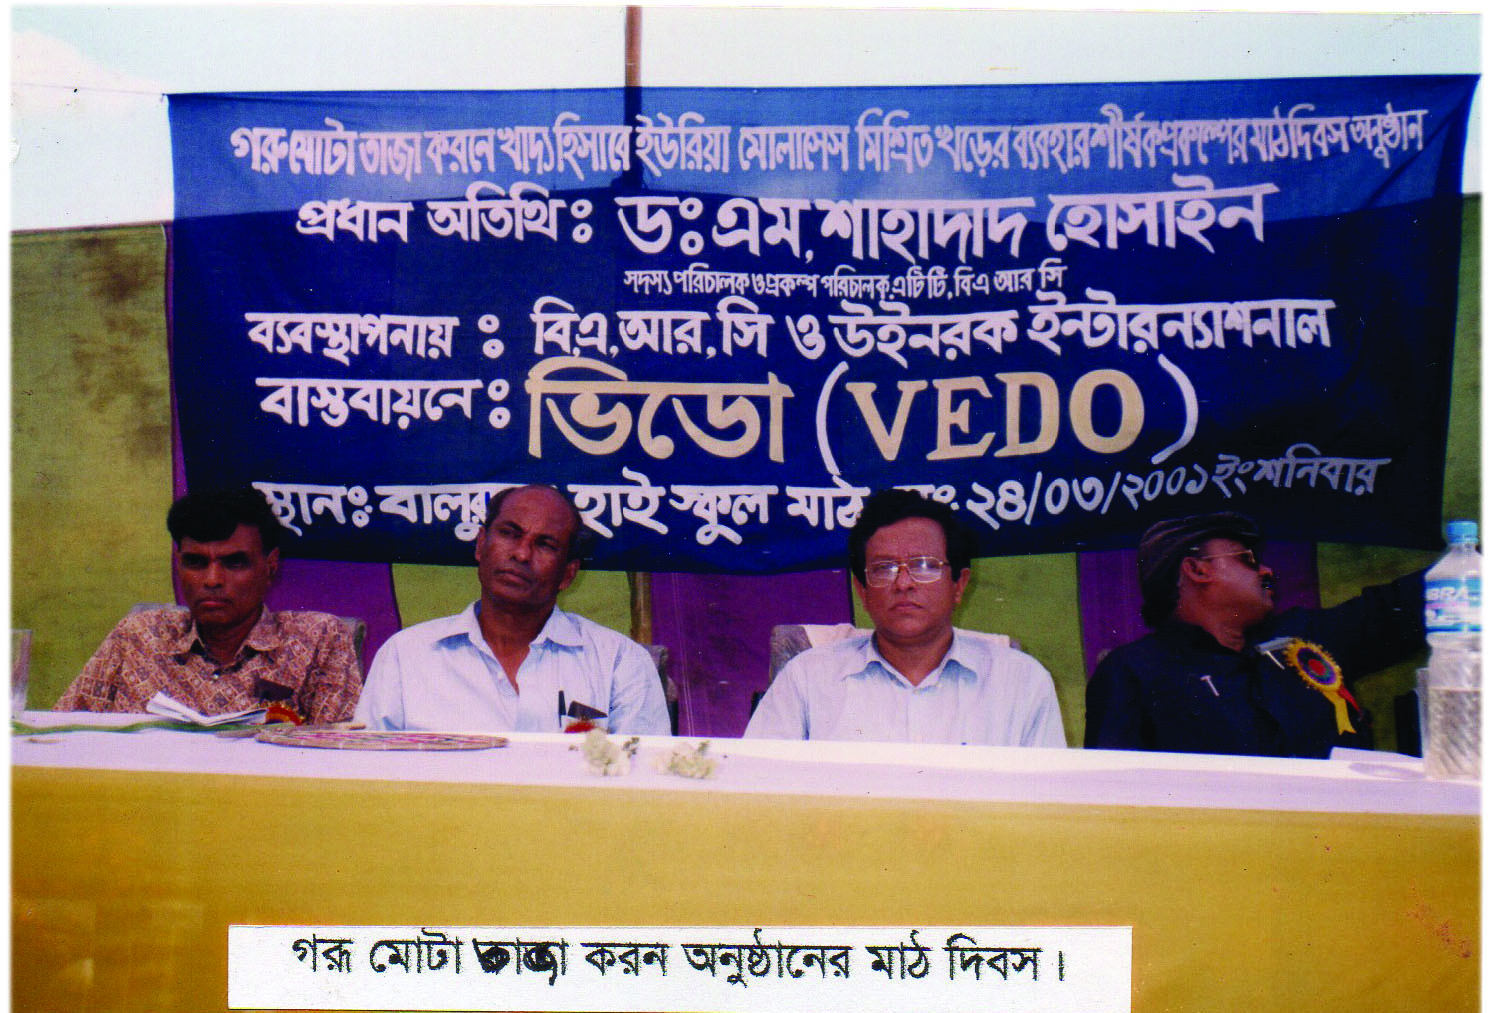 গরু মোটা তাজা করনে খাদ্য হিসাবে ইউরিয়া মোলাসেস মিশ্রিত খড়ের ব্যবহার শীর্ষক প্রকল্পের মাঠ দিবস অনুষ্ঠান
প্রধান অতিথি ঃ ডঃ এম, শাহাদাদ হোসাইন
সদস্য পরিচালক ও প্রকল্প পরিচালক, এটিটি, বি এ আর সি
ব্যবস্থাপনায় ঃ বি,এ,আর,সি ও উইনরক ইন্টারন্যাশনাল
বাস্তবায়নে ঃ ভিডো (VEDO)
স্থানঃ হাই স্কুল মাঠ ২৪/০৩/২০০১ ইং শনিবার
গরূ মোটা তাজা করন অনুষ্ঠানের মাঠ দিবস।